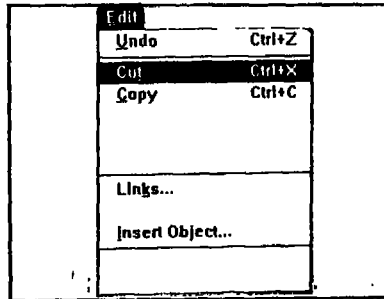 Edit
Undo Ctrl+Z
Cut Ctrl+X
Copy Ctrl+C
Links...
Insert Object...